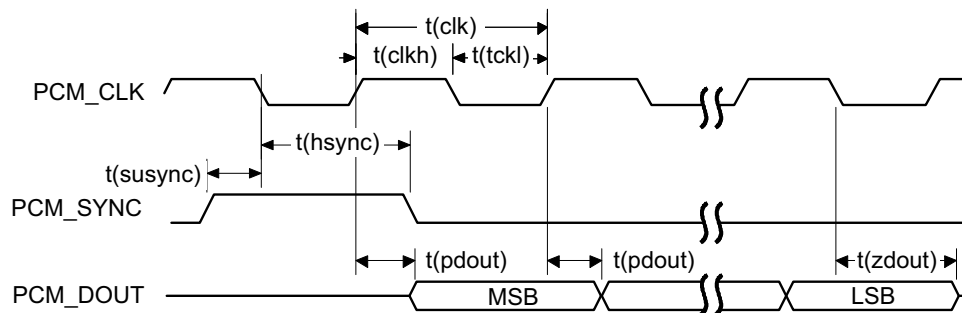 t(clk)
t(clkh) t(tckl)
PCM_CLK
t(hsync)
t(susync)
PCM_SYNC
t(pdout) t(pdout) t(zdout)
PCM_DOUT MSB LSB